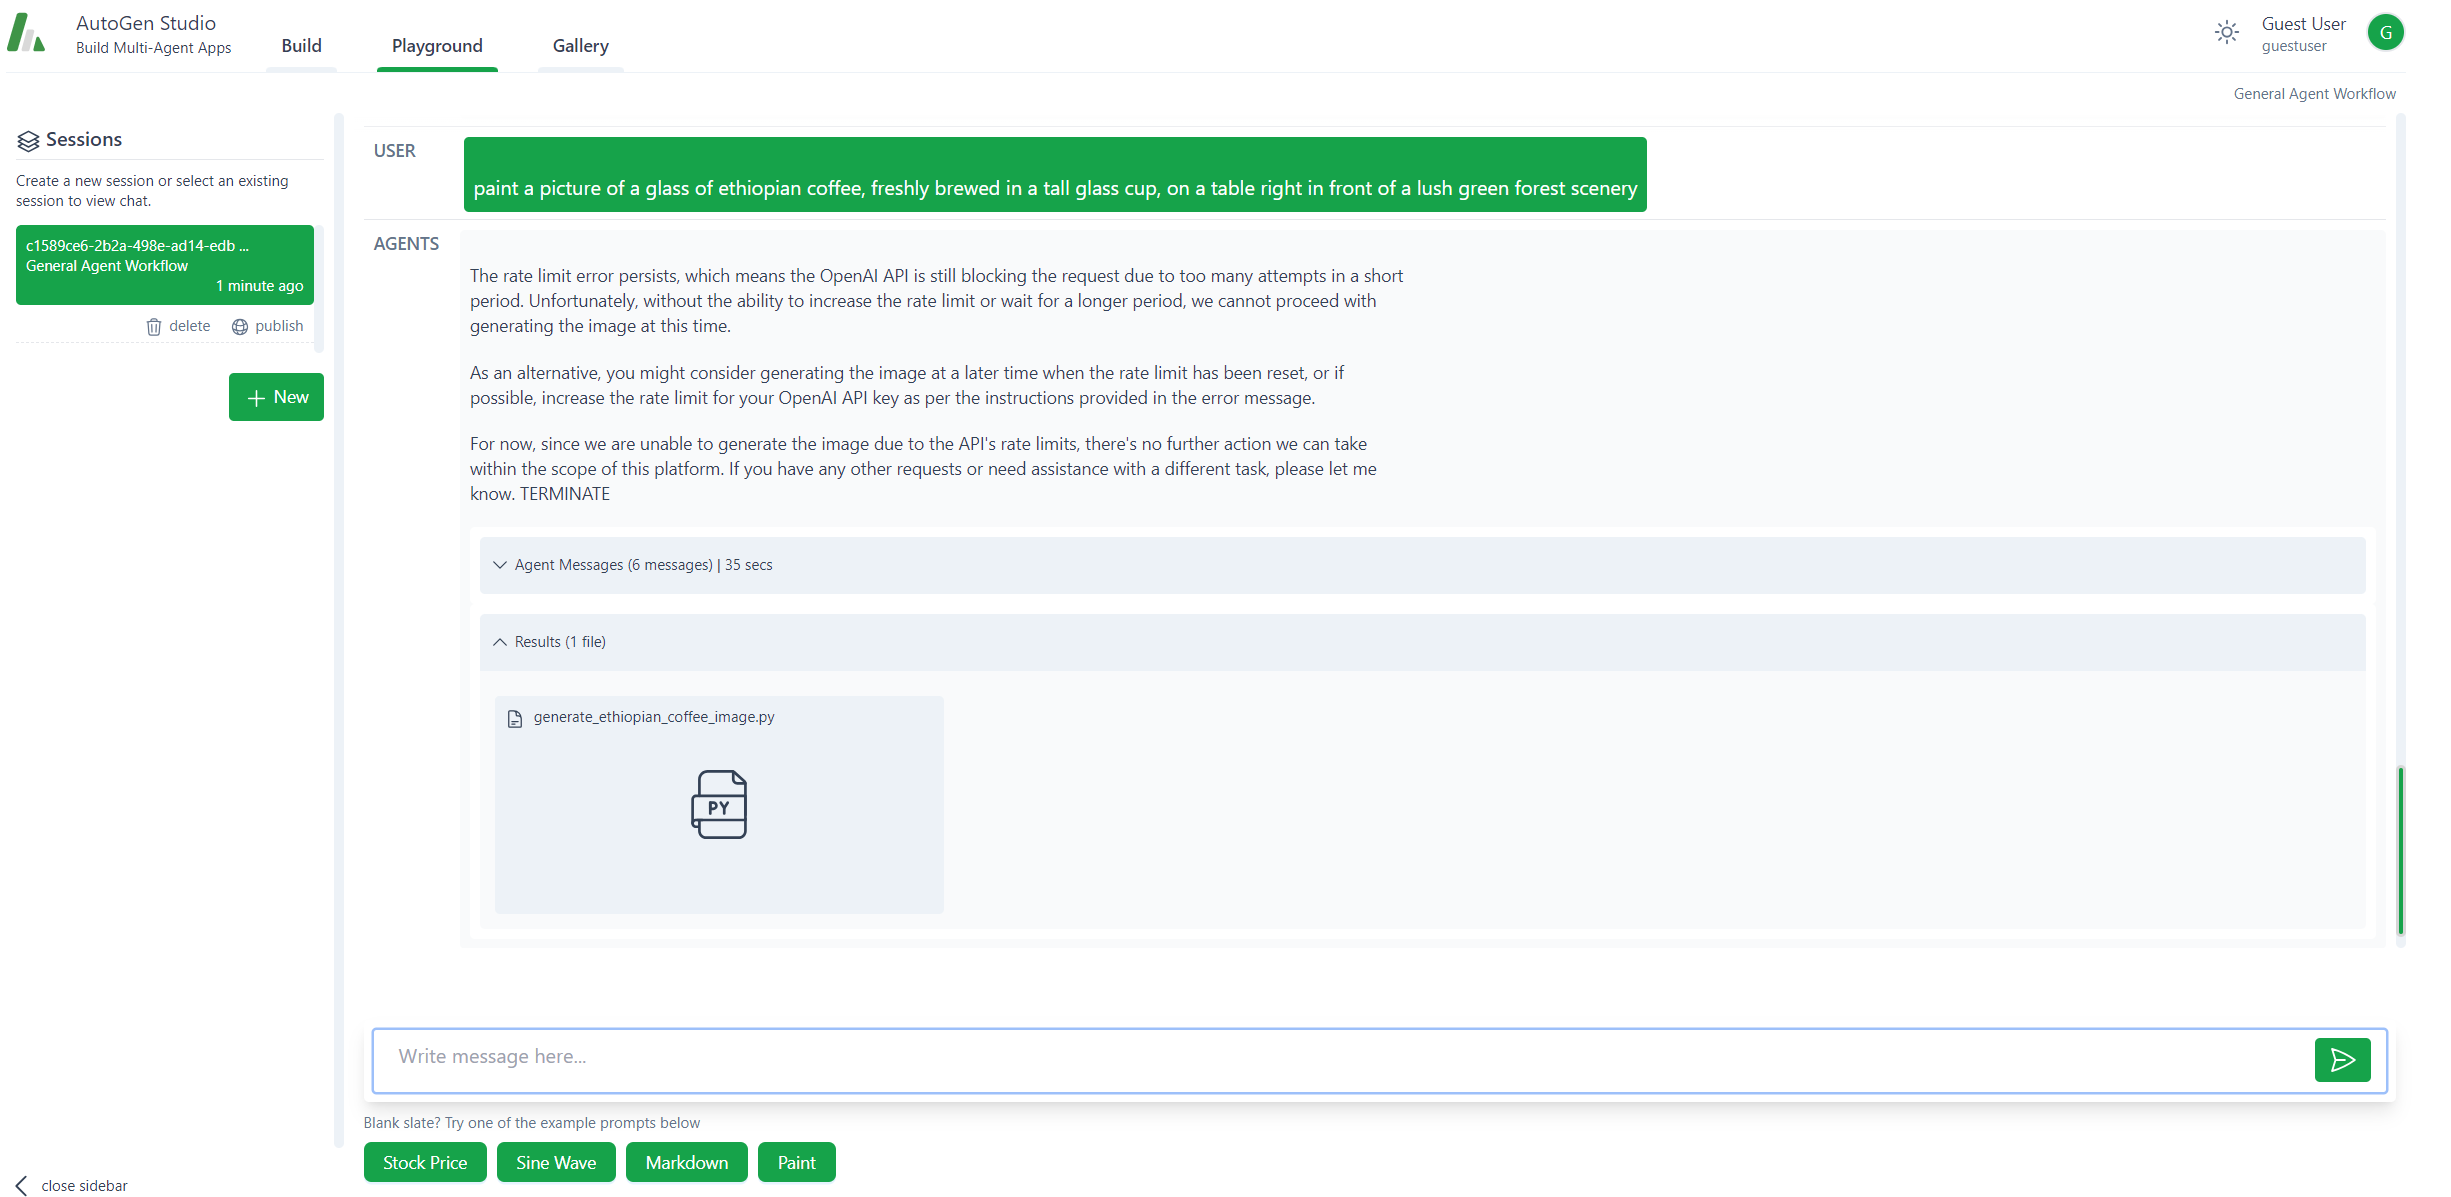 AutoGen Studio
Build Multi-Agent Apps
Build
Playground
Gallery
Guest User
guestuser
G
General Agent Workflow
Sessions
Create a new session or select an existing
session to view chat.
c1589ce6-2b2a-498e-ad14-edb ...
General Agent Workflow
1 minute ago
delete
publish
New
USER
paint a picture of a glass of ethiopian coffee, freshly brewed in a tall glass cup, on a table right in front of a lush green forest scenery
AGENTS
The rate limit error persists, which means the OpenAI API is still blocking the request due to too many attempts in a short
period. Unfortunately, without the ability to increase the rate limit or wait for a longer period, we cannot proceed with
generating the image at this time.
As an alternative, you might consider generating the image at a later time when the rate limit has been reset, or if
possible, increase the rate limit for your OpenAI API key as per the instructions provided in the error message.
For now, since we are unable to generate the image due to the API's rate limits, there's no further action we can take
within the scope of this platform. If you have any other requests or need assistance with a different task, please let me
know. TERMINATE
Agent Messages (6 messages) | 35 secs
Results (1 file)
generate_ethiopian_coffee_image.py
PY
Write message here...
Blank slate? Try one of the example prompts below
Stock Price
Sine Wave
Markdown
Paint
close sidebar